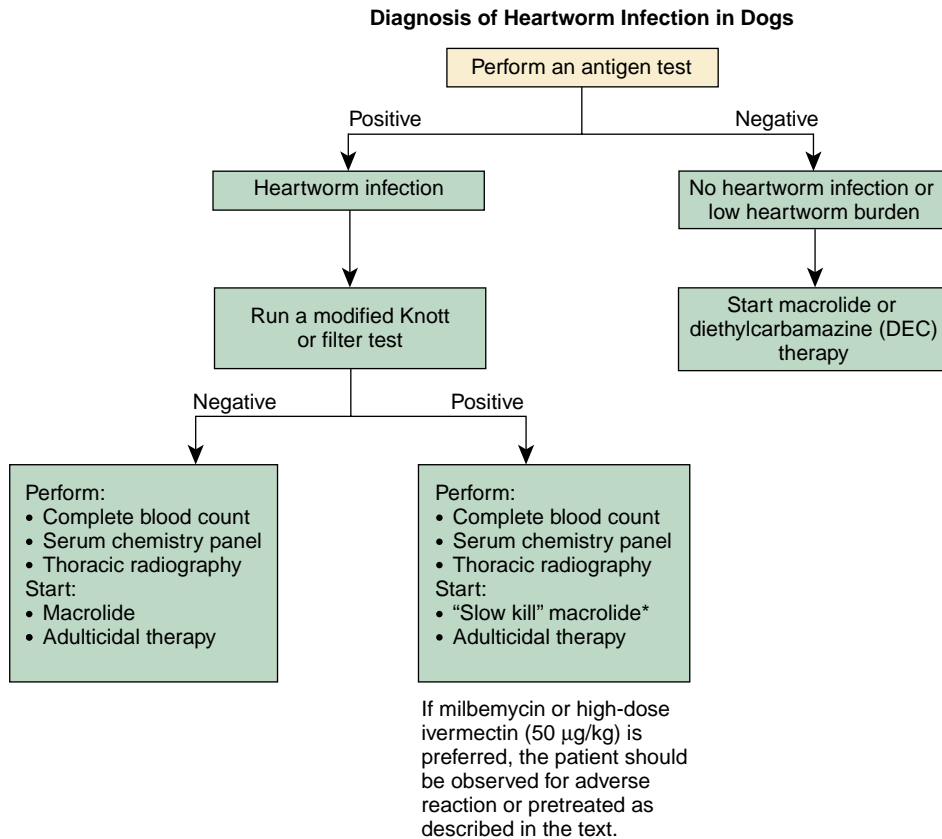 Diagnosis of Heartworm Infection in Dogs
Perform an antigen test
Positive
Negative
Heartworm infection
No heartworm infection or
low heartworm burden
Run a modified Knott
or filter test
Start macrolide or
diethylcarbamazine (DEC)
therapy
Negative
Positive
Perform:
• Complete blood count
• Serum chemistry panel
• Thoracic radiography
Start:
• Macrolide
• Adulticidal therapy
Perform:
• Complete blood count
• Serum chemistry panel
• Thoracic radiography
Start:
• “Slow kill” macrolide*
• Adulticidal therapy
If milbemycin or high-dose
ivermectin (50 μg/kg) is
preferred, the patient should
be observed for adverse
reaction or pretreated as
described in the text.